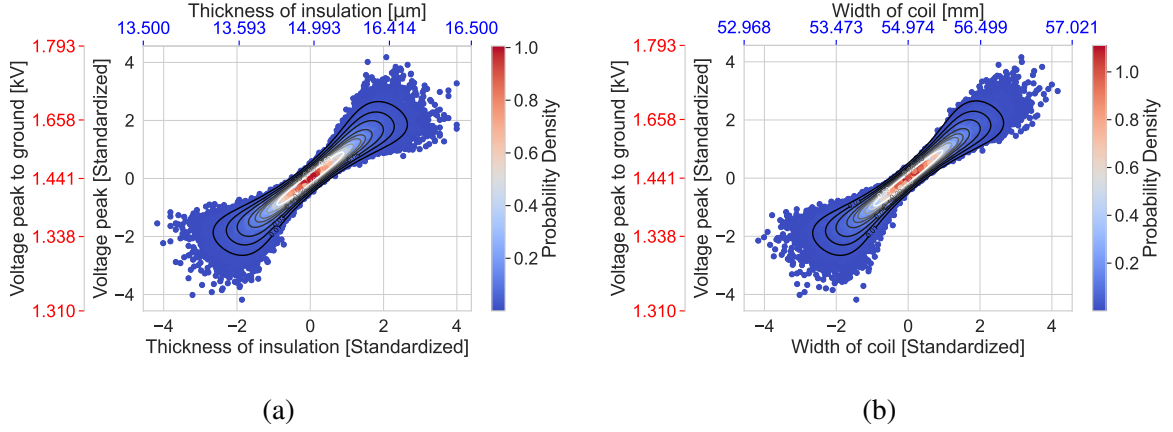 Thickness of insulation [µm]
13.500 13.593 14.993 16.414 16.500
Voltage peak to ground [kV]
1.793
1.658
1.441
1.338
1.310
Voltage peak [Standardized]
4
2
0
−2
−4
−4 −2 0 2 4
Thickness of insulation [Standardized]
1.0
0.8
0.6
0.4
0.2
Probability Density
(a)
Width of coil [mm]
52.968 53.473 54.974 56.499 57.021
Voltage peak to ground [kV]
1.793
1.658
1.441
1.338
1.310
Voltage peak [Standardized]
4
2
0
−2
−4
−4 −2 0 2 4
Width of coil [Standardized]
1.0
0.8
0.6
0.4
0.2
Probability Density
(b)